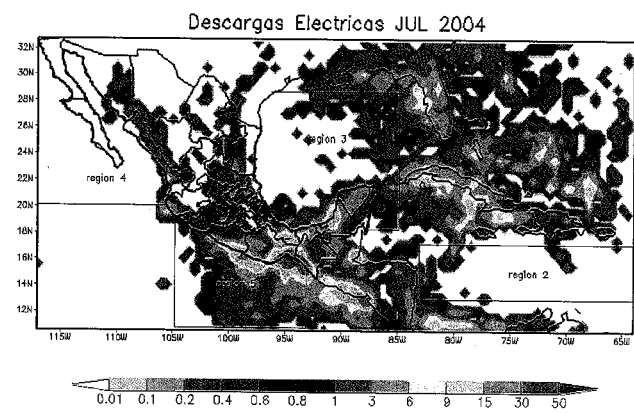 Descargas Electricas JUL 2004
32N
30N
28N
26N
24N
22N
20N
18N
16N
14N
12N
region 3
region 4
region 2
115W 110W 105W 100W 95W 90W 85W 80W 75W 70W 65W
0.01 0.1 0.2 0.4 0.6 0.8 1 3 6 9 15 30 50